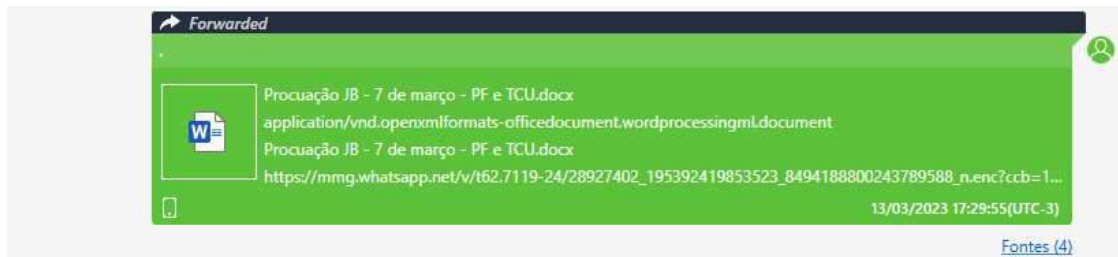 Forwarded
.
Procuação JB - 7 de março - PF e TCU.docx
application/vnd.openxmlformats-officedocument.wordprocessingml.document
Procuação JB - 7 de março - PF e TCU.docx
https://mmg.whatsapp.net/v/t62.7119-24/28927402_195392419853523_8494188800243789588_n.enc?ccb=1...
W
13/03/2023 17:29:55(UTC-3)
Fontes (4)